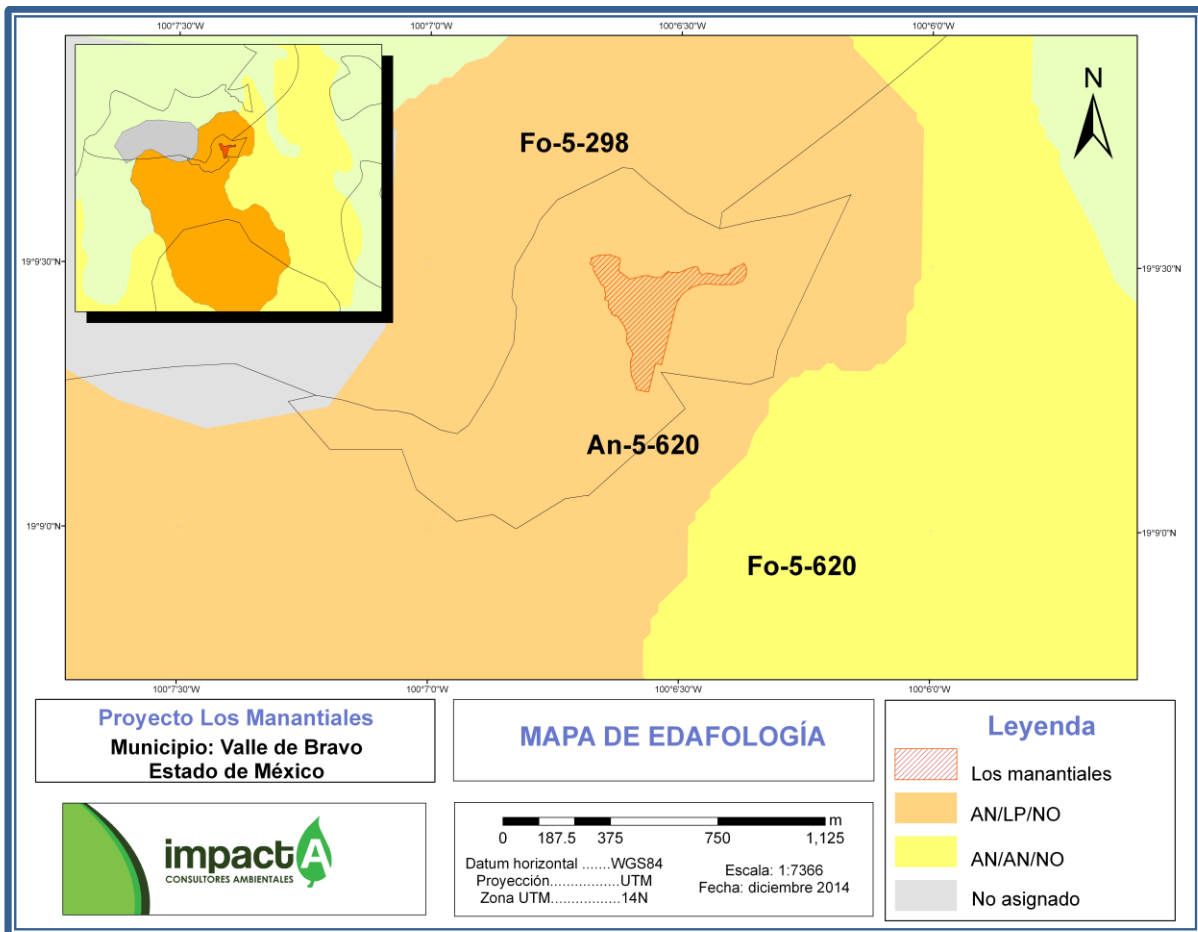 100°7'30"W 100°7'0"W 100°6'30"W 100°6'0"W
N
Fo-5-298
19°9'30"N 19°9'30"N
An-5-620
19°9'0"N 19°9'0"N
Fo-5-620
100°7'30"W 100°7'0"W 100°6'30"W 100°6'0"W
Proyecto Los Manantiales
Municipio: Valle de Bravo
Estado de México
MAPA DE EDAFOLOGÍA
impactA
CONSULTORES AMBIENTALES
m
0 187.5 375 750 1,125
Datum horizontal .......WGS84
Proyección.................UTM
Zona UTM.................14N
Escala: 1:7366
Fecha: diciembre 2014
Leyenda
Los manantiales
AN/LP/NO
AN/AN/NO
No asignado